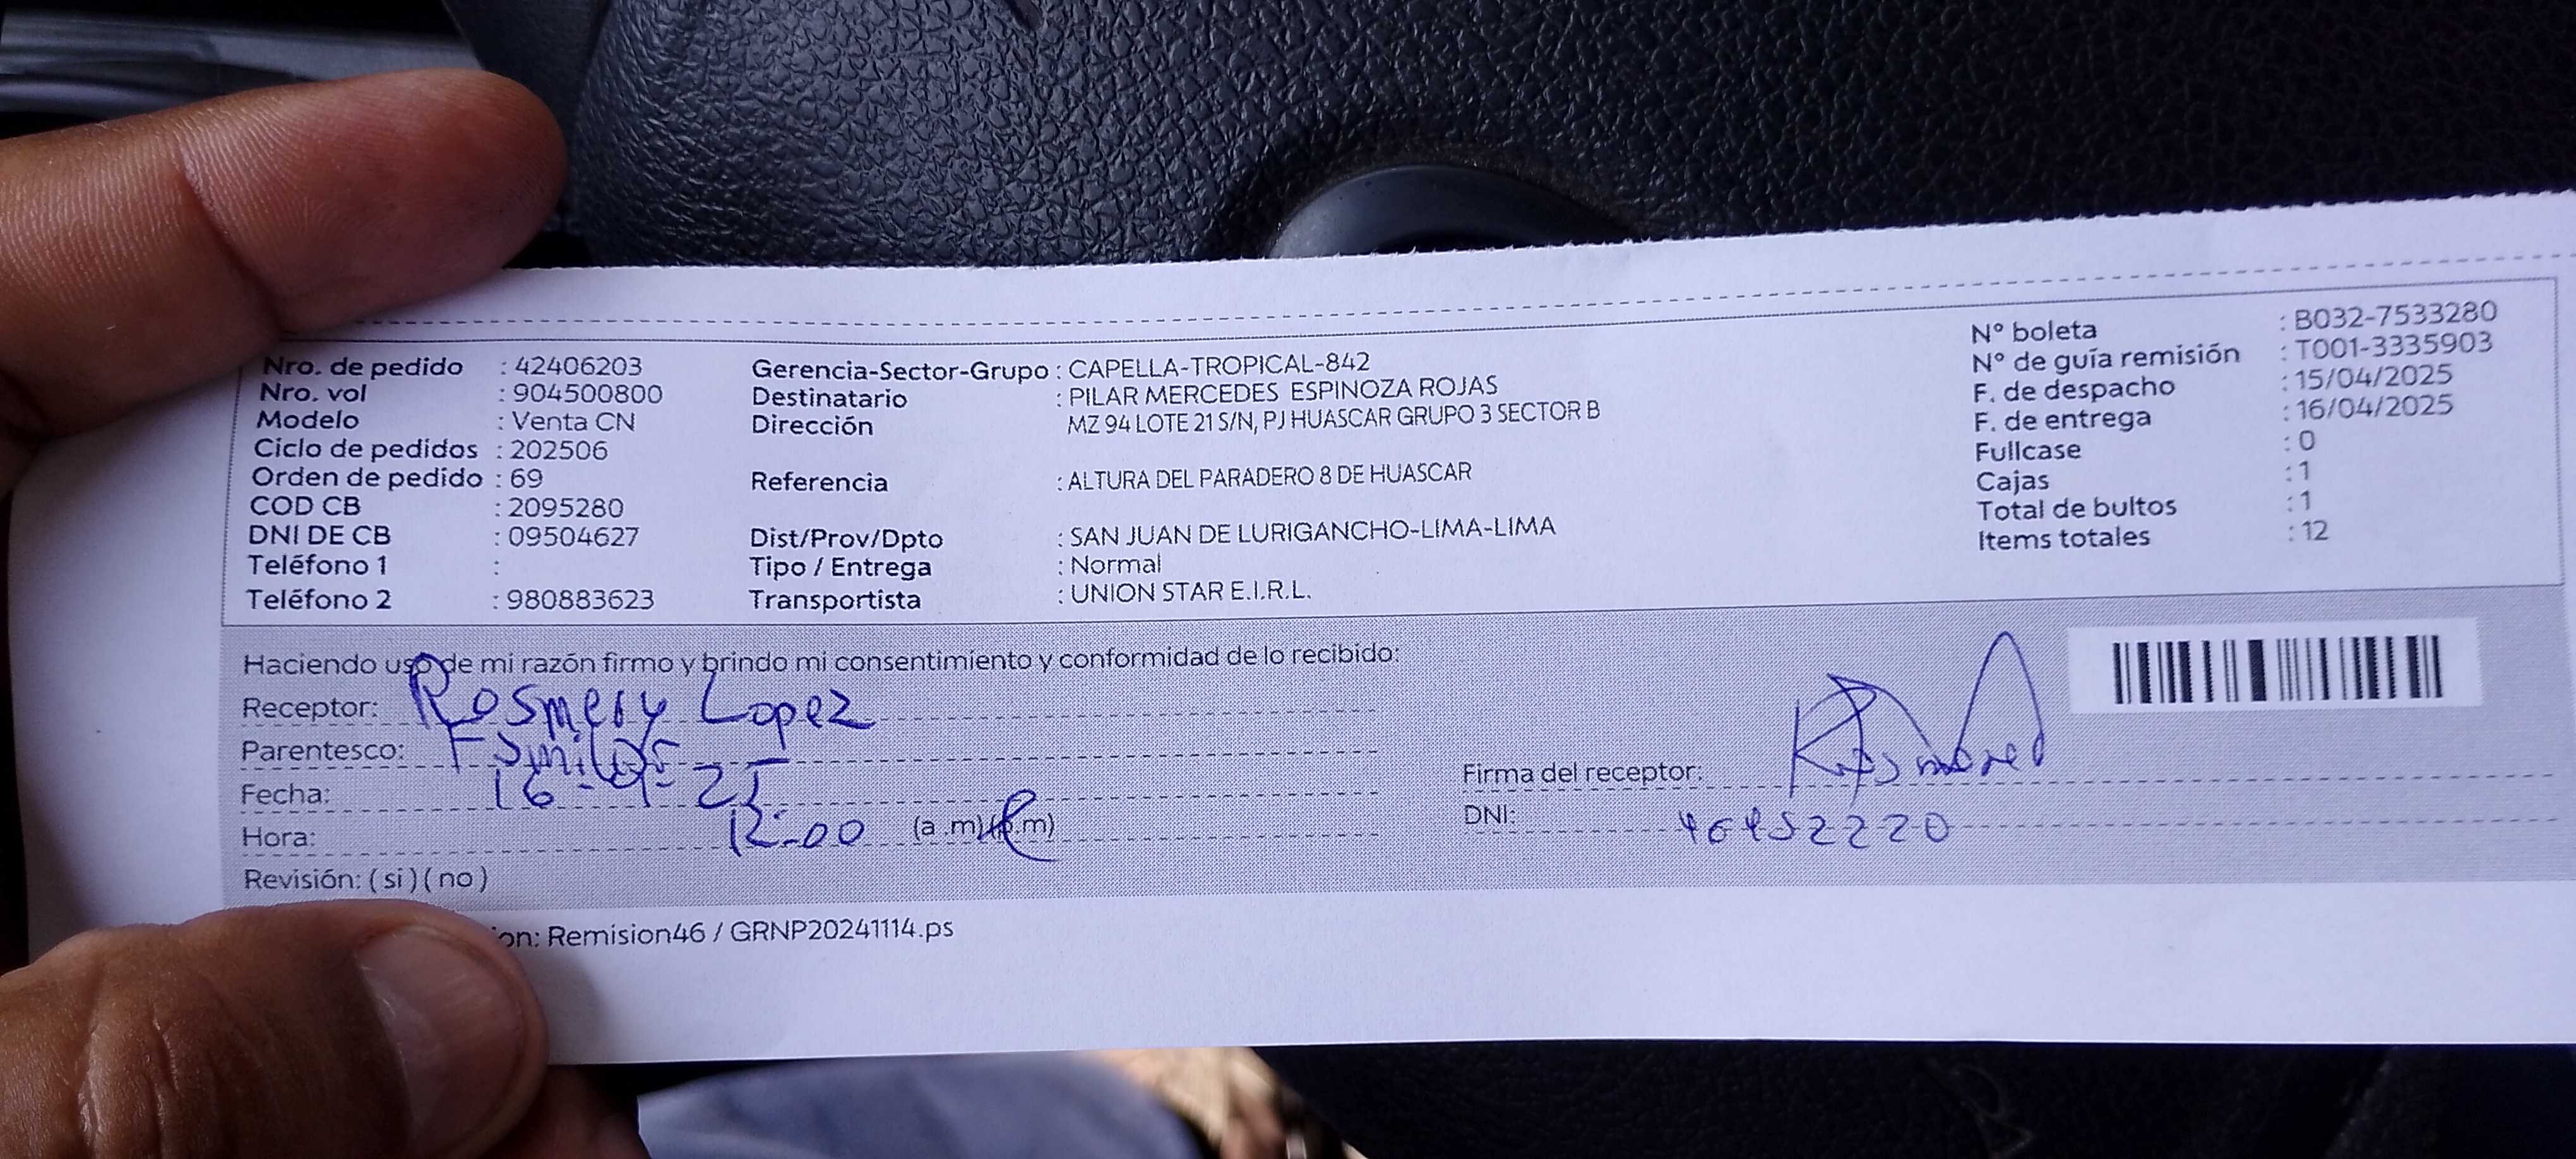 Nro. de pedido : 42406203
Nro. vol : 904500800
Modelo : Venta CN
Ciclo de pedidos : 202506
Orden de pedido : 69
COD CB : 2095280
DNI DE CB : 09504627
Teléfono 1 :
Teléfono 2 : 980883623
Gerencia-Sector-Grupo : CAPELLA-TROPICAL-842
Destinatario : PILAR MERCEDES ESPINOZA ROJAS
Dirección MZ 94 LOTE 21 S/N, PJ HUASCAR GRUPO 3 SECTOR B
Referencia : ALTURA DEL PARADERO 8 DE HUASCAR
Dist/Prov/Dpto : SAN JUAN DE LURIGANCHO-LIMA-LIMA
Tipo / Entrega : Normal
Transportista : UNION STAR E.I.R.L.
N° boleta : B032-7533280
N° de guía remisión : T001-3335903
F. de despacho : 15/04/2025
F. de entrega : 16/04/2025
Fullcase : 0
Cajas : 1
Total de bultos : 1
Items totales : 12
Haciendo uso de mi razón firmo y brindo mi consentimiento y conformidad de lo recibido:
Receptor: Rosmery Lopez
Parentesco:
Fecha: 16-4-25
Hora: 12:00 (a.m)(p.m)
Revisión: (si)(no)
Firma del receptor:
DNI: 46452220
on: Remision46 / GRNP20241114.ps